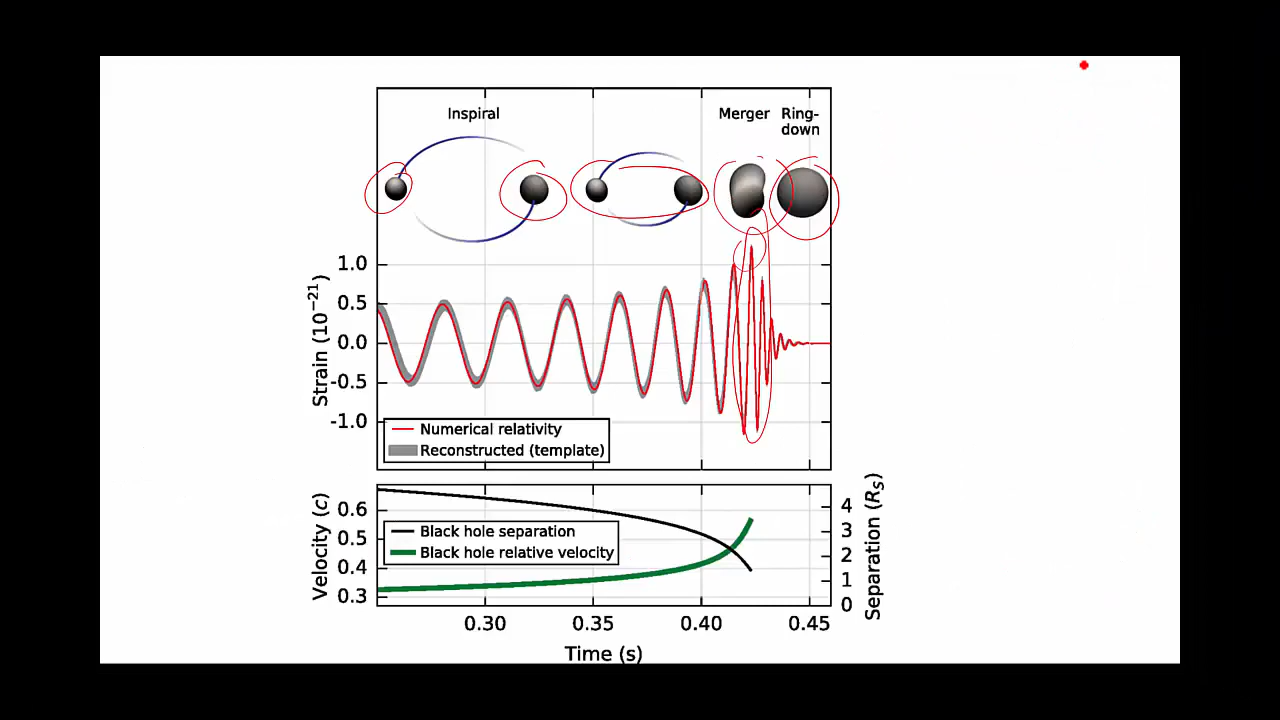 Inspiral
Merger
Ring-
down
1.0
0.5
0.0
-0.5
-1.0
Strain (10⁻²¹)
Numerical relativity
Reconstructed (template)
0.6
0.5
0.4
0.3
Velocity (c)
Black hole separation
Black hole relative velocity
4
3
2
1
0
Separation (R_S)
0.30 0.35 0.40 0.45
Time (s)